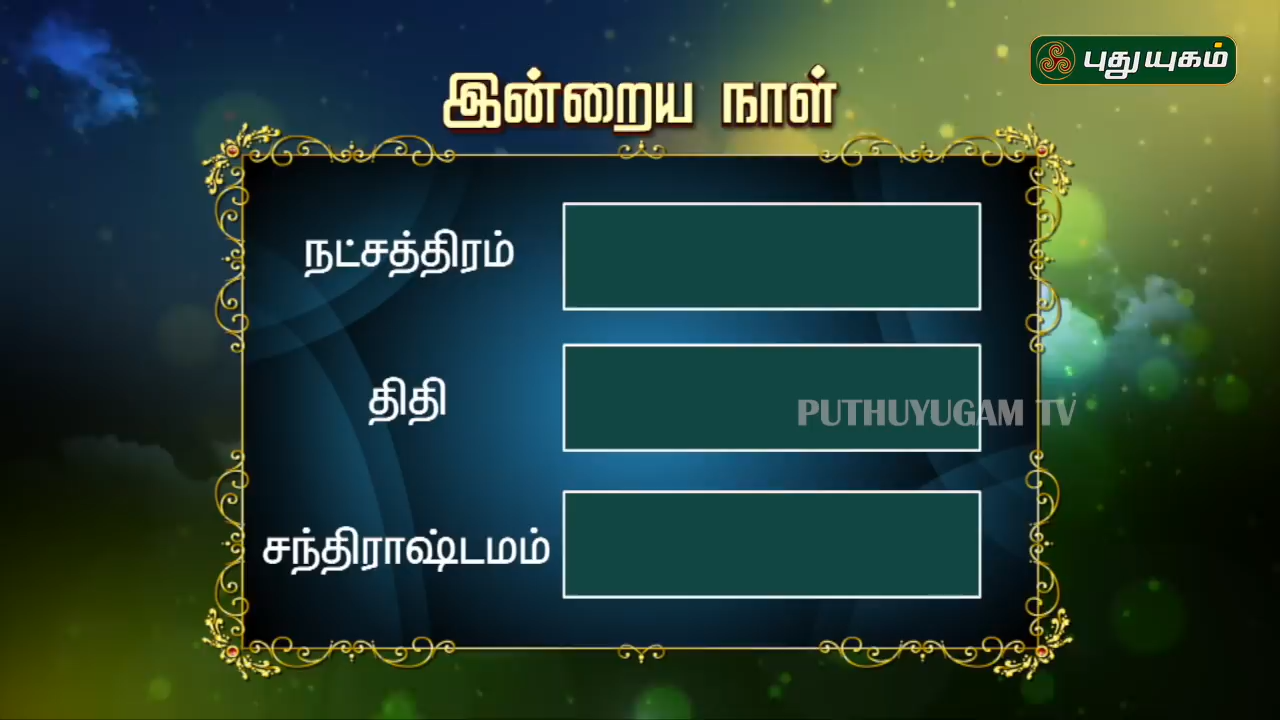 புதுயுகம்
இன்றைய நாள்
நட்சத்திரம்
திதி
PUTHUYUGAM TV
சந்திராஷ்டமம்